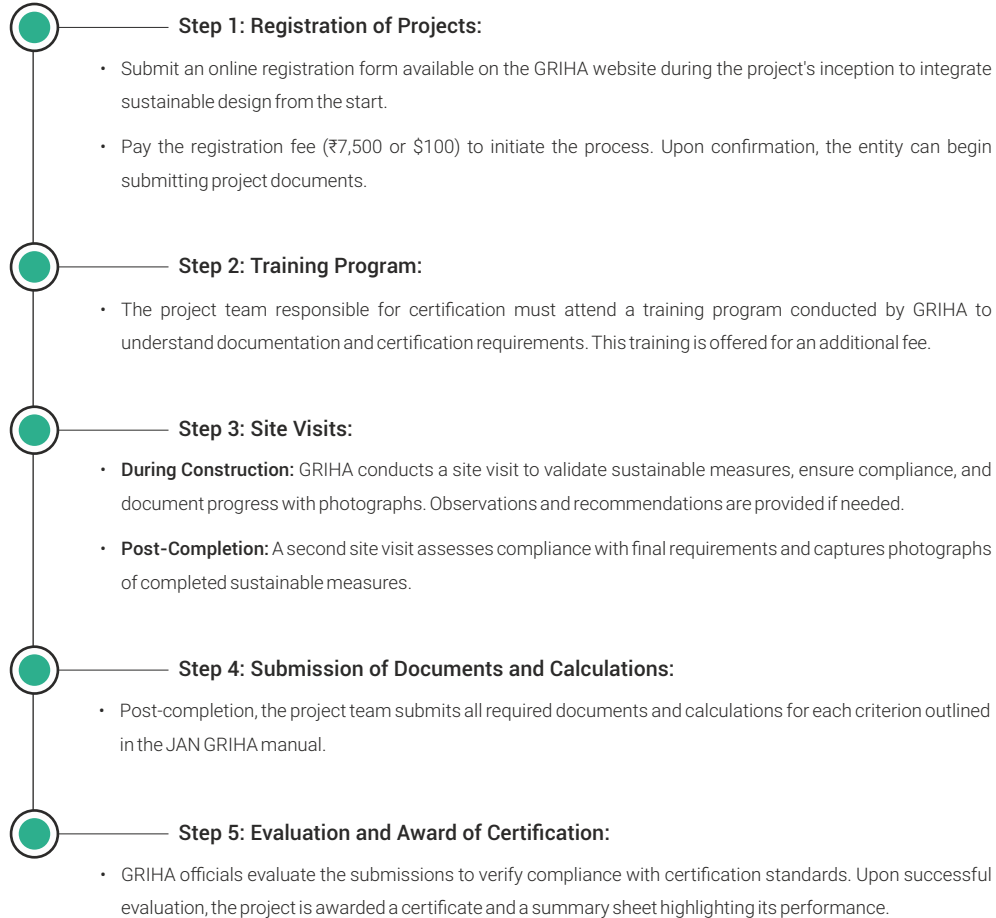 Step 1: Registration of Projects:
• Submit an online registration form available on the GRIHA website during the project's inception to integrate
sustainable design from the start.
• Pay the registration fee (₹7,500 or $100) to initiate the process. Upon confirmation, the entity can begin
submitting project documents.
Step 2: Training Program:
• The project team responsible for certification must attend a training program conducted by GRIHA to
understand documentation and certification requirements. This training is offered for an additional fee.
Step 3: Site Visits:
• During Construction: GRIHA conducts a site visit to validate sustainable measures, ensure compliance, and
document progress with photographs. Observations and recommendations are provided if needed.
• Post-Completion: A second site visit assesses compliance with final requirements and captures photographs
of completed sustainable measures.
Step 4: Submission of Documents and Calculations:
• Post-completion, the project team submits all required documents and calculations for each criterion outlined
in the JAN GRIHA manual.
Step 5: Evaluation and Award of Certification:
• GRIHA officials evaluate the submissions to verify compliance with certification standards. Upon successful
evaluation, the project is awarded a certificate and a summary sheet highlighting its performance.